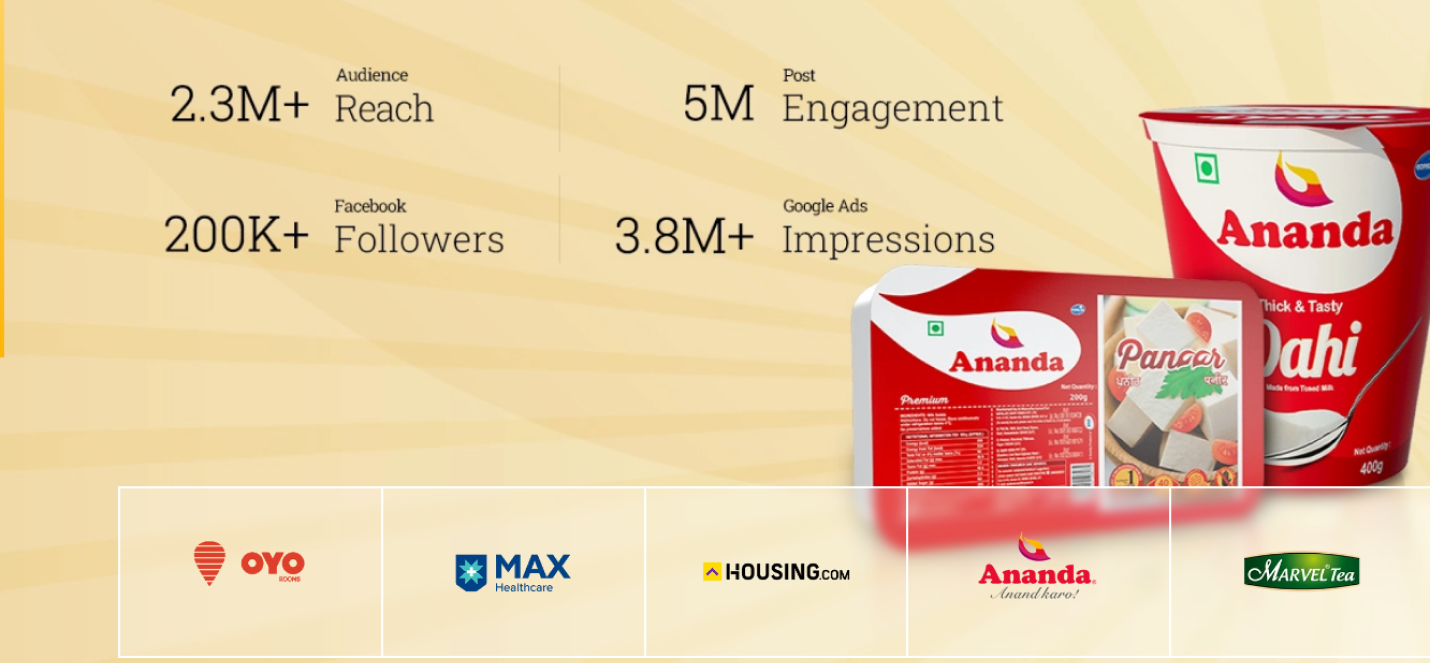 Audience
2.3M+ Reach
Post
5M Engagement
Facebook
200K+ Followers
Google Ads
3.8M+ Impressions
Ananda
Thick & Tasty
Dahi
Made from Toned Milk
Net Quantity:
400g
Ananda
Premium
Net Quantity:
200g
Paneer
ਪਨੀਰ
पनीर
OYO
ROOMS
MAX
Healthcare
HOUSING.COM
Ananda®
Anand karo!
MARVEL® Tea